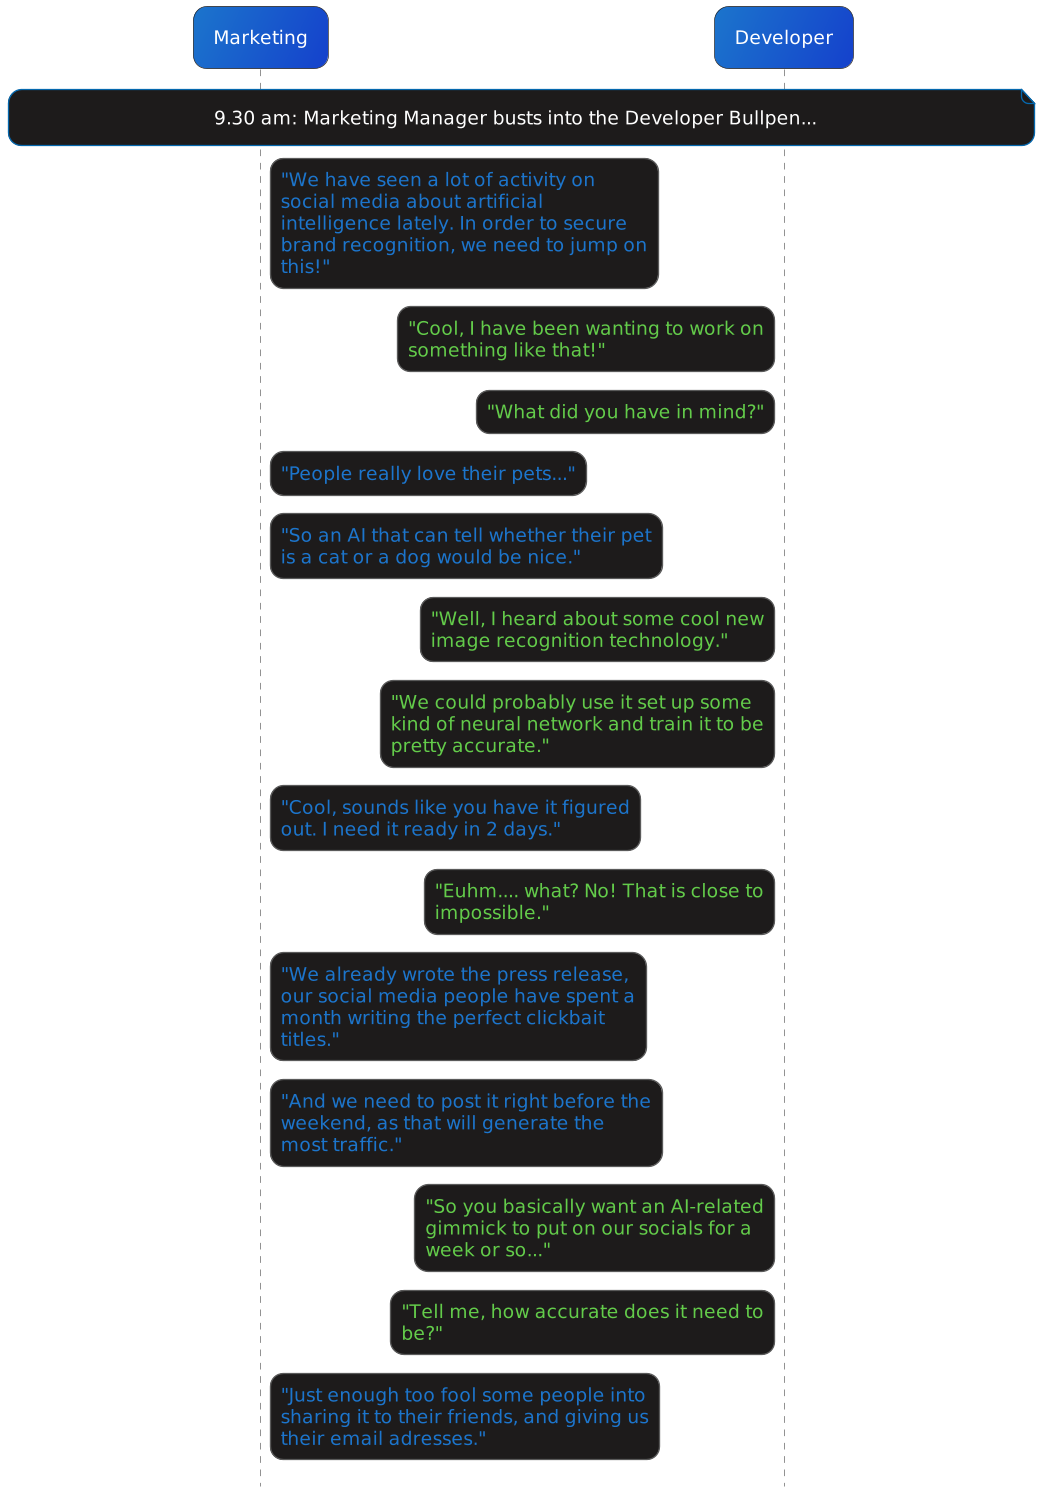 Marketing
Developer
9.30 am: Marketing Manager busts into the Developer Bullpen...
"We have seen a lot of activity on
social media about artificial
intelligence lately. In order to secure
brand recognition, we need to jump on
this!"
"Cool, I have been wanting to work on
something like that!"
"What did you have in mind?"
"People really love their pets..."
"So an AI that can tell whether their pet
is a cat or a dog would be nice."
"Well, I heard about some cool new
image recognition technology."
"We could probably use it set up some
kind of neural network and train it to be
pretty accurate."
"Cool, sounds like you have it figured
out. I need it ready in 2 days."
"Euhm.... what? No! That is close to
impossible."
"We already wrote the press release,
our social media people have spent a
month writing the perfect clickbait
titles."
"And we need to post it right before the
weekend, as that will generate the
most traffic."
"So you basically want an AI-related
gimmick to put on our socials for a
week or so..."
"Tell me, how accurate does it need to
be?"
"Just enough too fool some people into
sharing it to their friends, and giving us
their email adresses."